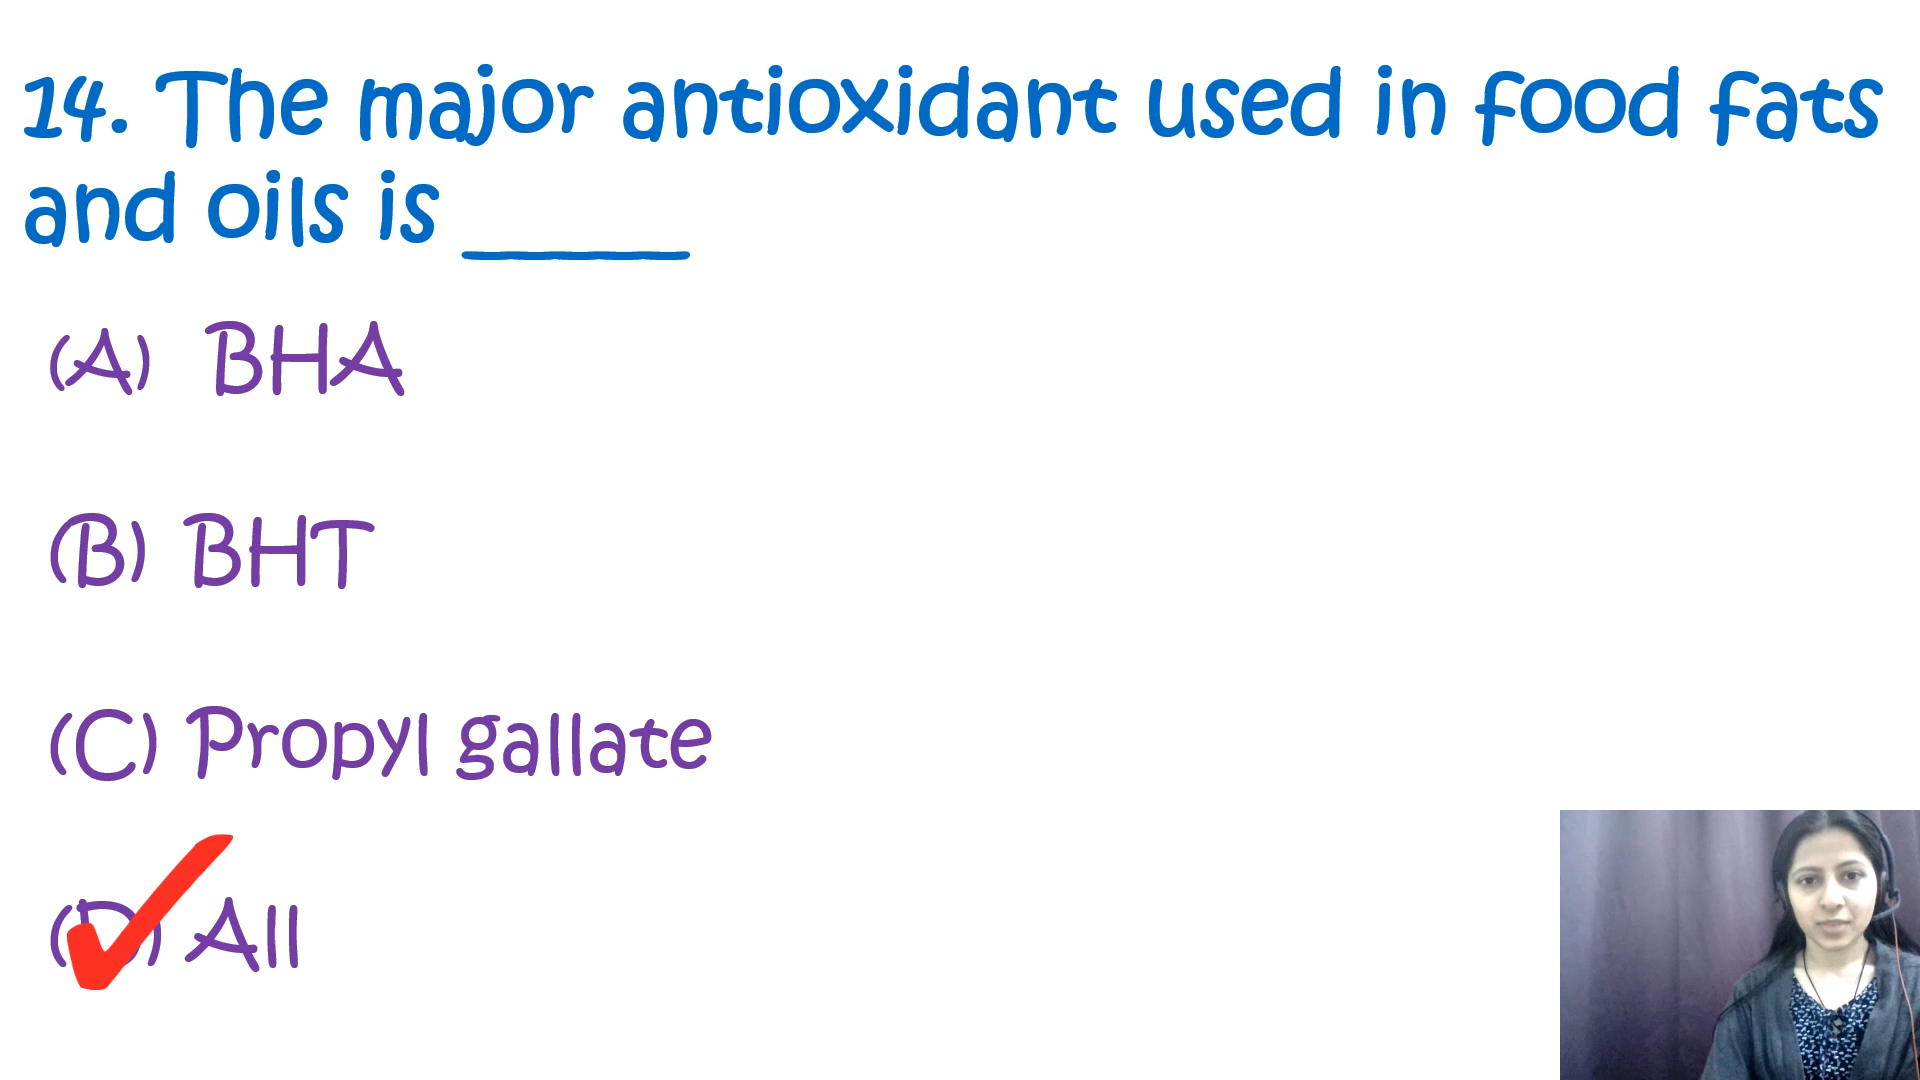 14. The major antioxidant used in food fats
and oils is _____
(A) BHA
(B) BHT
(C) Propyl gallate
(D) All